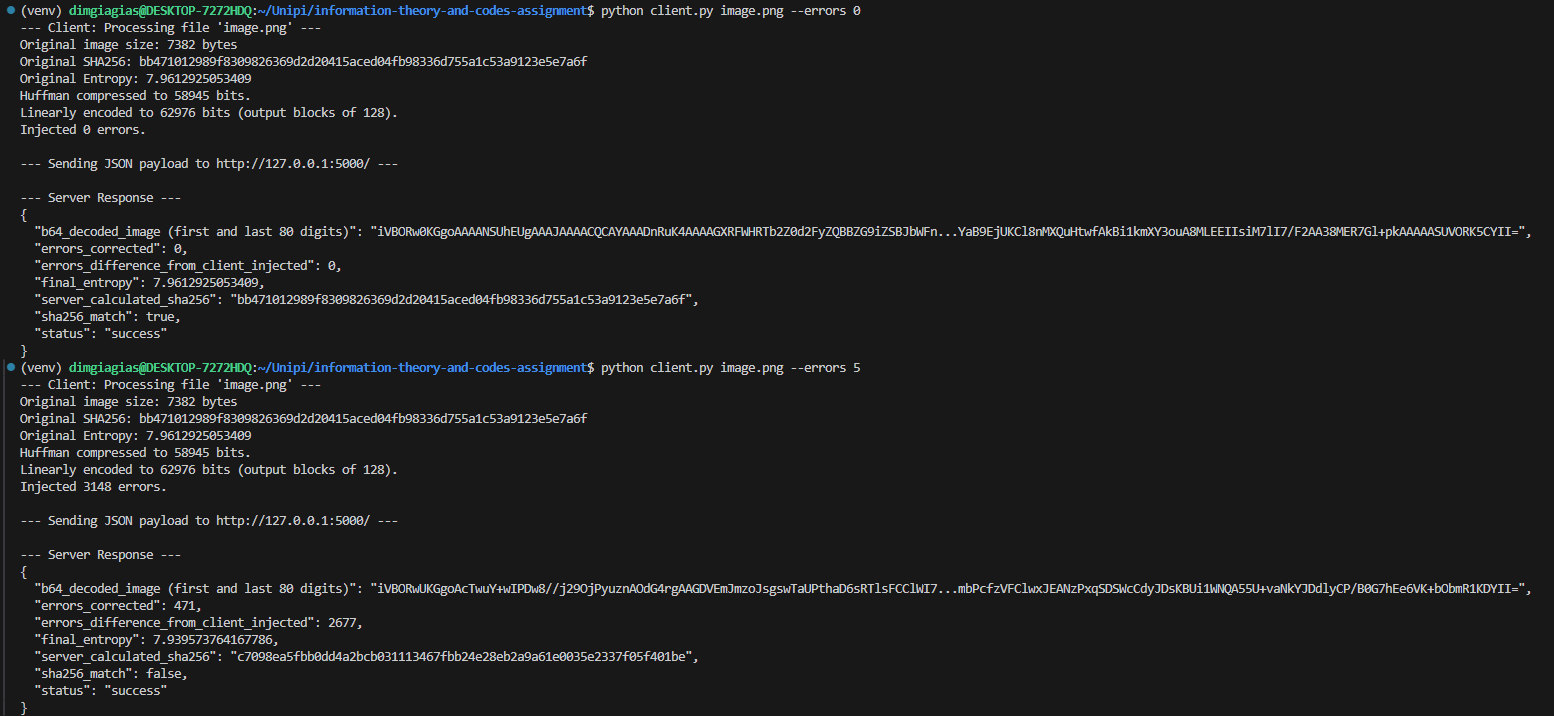 (venv) dimgiagias@DESKTOP-7272HDQ:~/Unipi/information-theory-and-codes-assignment$ python client.py image.png --errors 0
--- Client: Processing file 'image.png' ---
Original image size: 7382 bytes
Original SHA256: bb471012989f8309826369d2d20415aced04fb98336d755a1c53a9123e5e7a6f
Original Entropy: 7.9612925053409
Huffman compressed to 58945 bits.
Linearly encoded to 62976 bits (output blocks of 128).
Injected 0 errors.
--- Sending JSON payload to http://127.0.0.1:5000/ ---
--- Server Response ---
{
  "b64_decoded_image (first and last 80 digits)": "iVBORw0KGgoAAAANSUhEUgAAAJAAAACQCAYAAADnRuK4AAAAGXRFWHRTb2Z0d2FyZQBBZG9iZSBJbWFn...YaB9EjUKCl8nMXQuHtwfAkBi1kmXY3ouA8MLEEIIsiM7lI7/F2AA38MER7Gl+pkAAAAASUVORK5CYII=",
  "errors_corrected": 0,
  "errors_difference_from_client_injected": 0,
  "final_entropy": 7.9612925053409,
  "server_calculated_sha256": "bb471012989f8309826369d2d20415aced04fb98336d755a1c53a9123e5e7a6f",
  "sha256_match": true,
  "status": "success"
}
(venv) dimgiagias@DESKTOP-7272HDQ:~/Unipi/information-theory-and-codes-assignment$ python client.py image.png --errors 5
--- Client: Processing file 'image.png' ---
Original image size: 7382 bytes
Original SHA256: bb471012989f8309826369d2d20415aced04fb98336d755a1c53a9123e5e7a6f
Original Entropy: 7.9612925053409
Huffman compressed to 58945 bits.
Linearly encoded to 62976 bits (output blocks of 128).
Injected 3148 errors.
--- Sending JSON payload to http://127.0.0.1:5000/ ---
--- Server Response ---
{
  "b64_decoded_image (first and last 80 digits)": "iVBORwUKGgoAcTwuY+wIPDw8//j29OjPyuznAOdG4rgAAGDVEmJmzoJsgswTaUPthaD6sRTlsFCClWI7...mbPcfzVFClwxJEANzPxqSDSWcCdyJDsKBUi1WNQA55U+vaNkYJDdlyCP/B0G7hEe6VK+bObmR1KDYII=",
  "errors_corrected": 471,
  "errors_difference_from_client_injected": 2677,
  "final_entropy": 7.939573764167786,
  "server_calculated_sha256": "c7098ea5fbb0dd4a2bcb031113467fbb24e28eb2a9a61e0035e2337f05f401be",
  "sha256_match": false,
  "status": "success"
}